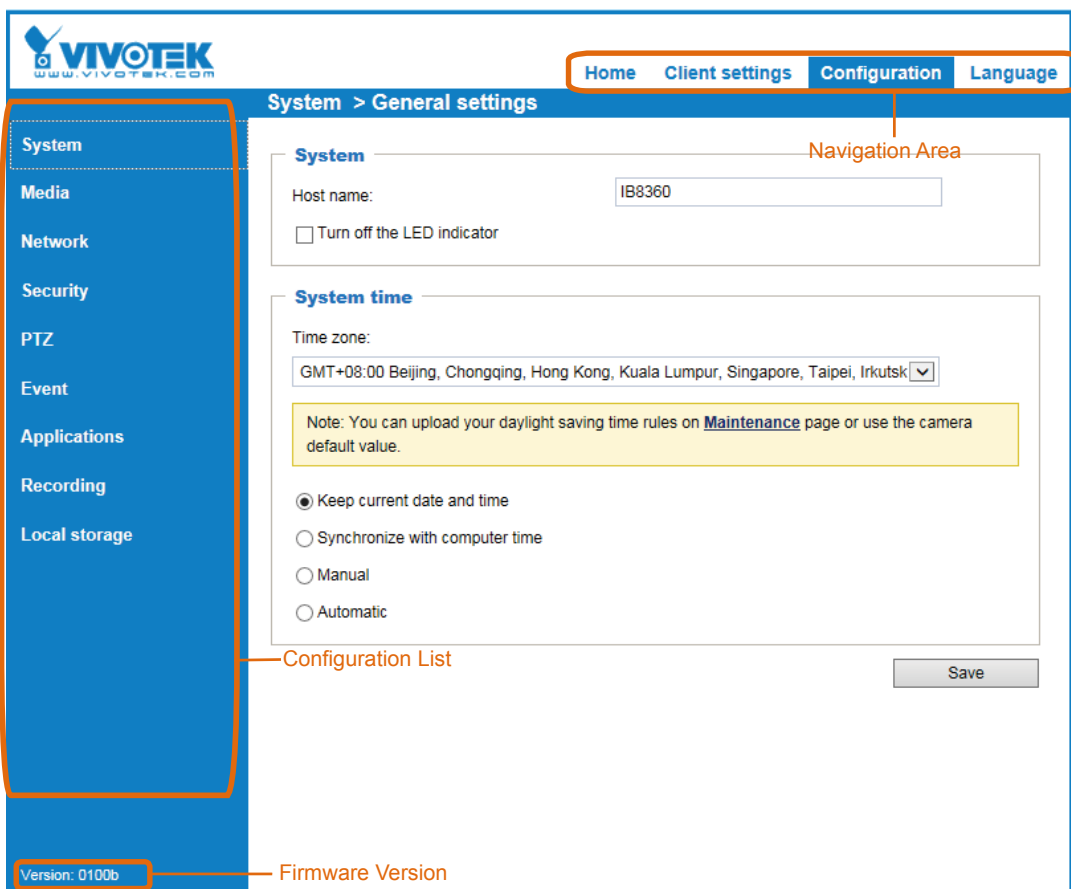 VIVOTEK
www.vivotek.com
Home Client settings Configuration Language
System > General settings
Navigation Area
System
Media
Network
Security
PTZ
Event
Applications
Recording
Local storage
System
Host name: IB8360
Turn off the LED indicator
System time
Time zone:
GMT+08:00 Beijing, Chongqing, Hong Kong, Kuala Lumpur, Singapore, Taipei, Irkutsk
Note: You can upload your daylight saving time rules on Maintenance page or use the camera
default value.
Keep current date and time
Synchronize with computer time
Manual
Automatic
Configuration List
Save
Version: 0100b
Firmware Version